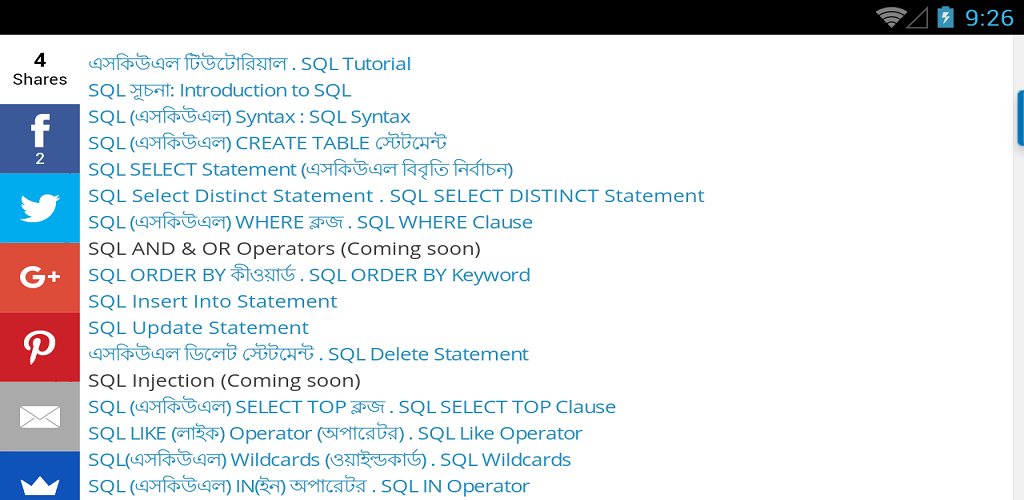 9:26
4
Shares
2
এসকিউএল টিউটোরিয়াল . SQL Tutorial
SQL সূচনা: Introduction to SQL
SQL (এসকিউএল) Syntax : SQL Syntax
SQL (এসকিউএল) CREATE TABLE স্টেটমেন্ট
SQL SELECT Statement (এসকিউএল বিবৃতি নির্বাচন)
SQL Select Distinct Statement . SQL SELECT DISTINCT Statement
SQL (এসকিউএল) WHERE ক্লজ . SQL WHERE Clause
SQL AND & OR Operators (Coming soon)
SQL ORDER BY কীওয়ার্ড . SQL ORDER BY Keyword
SQL Insert Into Statement
SQL Update Statement
এসকিউএল ডিলেট স্টেটমেন্ট . SQL Delete Statement
SQL Injection (Coming soon)
SQL (এসকিউএল) SELECT TOP ক্লজ . SQL SELECT TOP Clause
SQL LIKE (লাইক) Operator (অপারেটর) . SQL Like Operator
SQL(এসকিউএল) Wildcards (ওয়াইল্ডকার্ড) . SQL Wildcards
SQL (এসকিউএল) IN(ইন) অপারেটর . SQL IN Operator